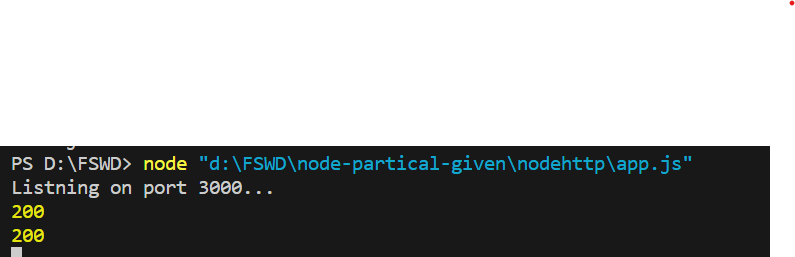 PS D:\FSWD> node "d:\FSWD\node-partical-given\nodehttp\app.js"
Listning on port 3000...
200
200